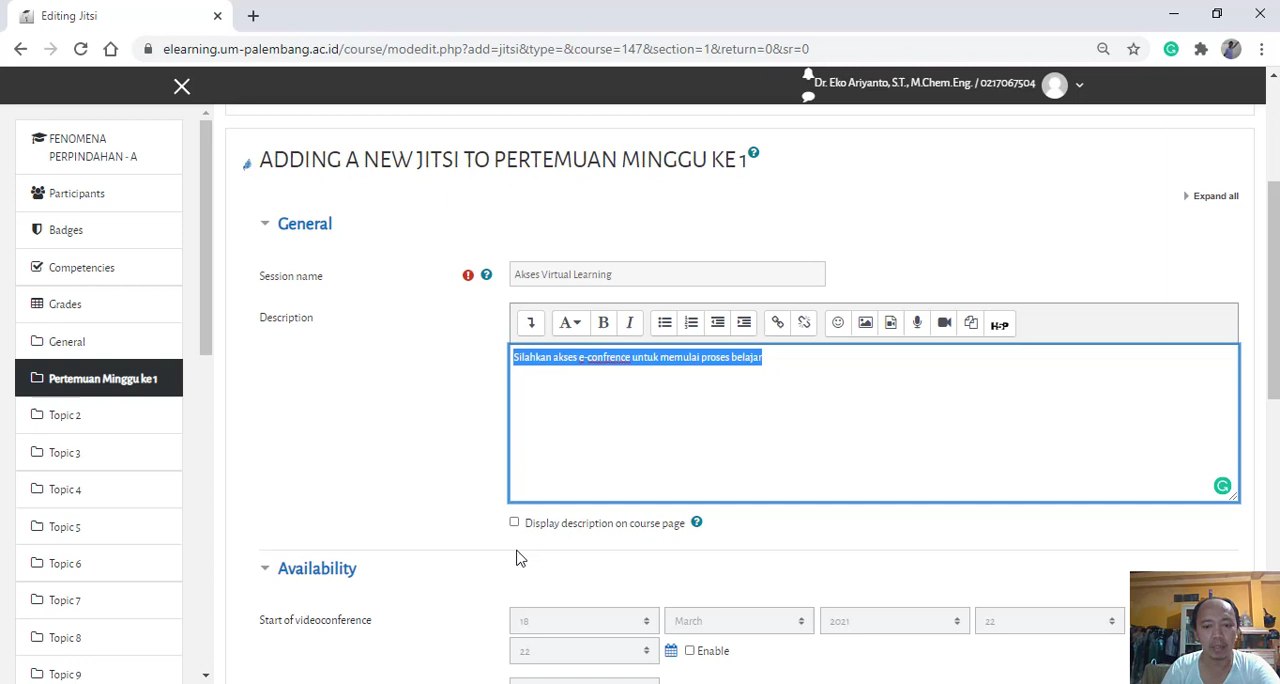 Editing Jitsi
elearning.um-palembang.ac.id/course/modedit.php?add=jitsi&type=&course=147&section=1&return=0&sr=0
Dr. Eko Ariyanto, S.T., M.Chem.Eng. / 0217067504
FENOMENA
PERPINDAHAN - A
Participants
Badges
Competencies
Grades
General
Pertemuan Minggu ke 1
Topic 2
Topic 3
Topic 4
Topic 5
Topic 6
Topic 7
Topic 8
Topic 9
ADDING A NEW JITSI TO PERTEMUAN MINGGU KE 1
Expand all
General
Session name
Akses Virtual Learning
Description
A B I H-P
Silahkan akses e-confrence untuk memulai proses belajar
Display description on course page
Availability
Start of videoconference
18 March 2021 22
22 Enable